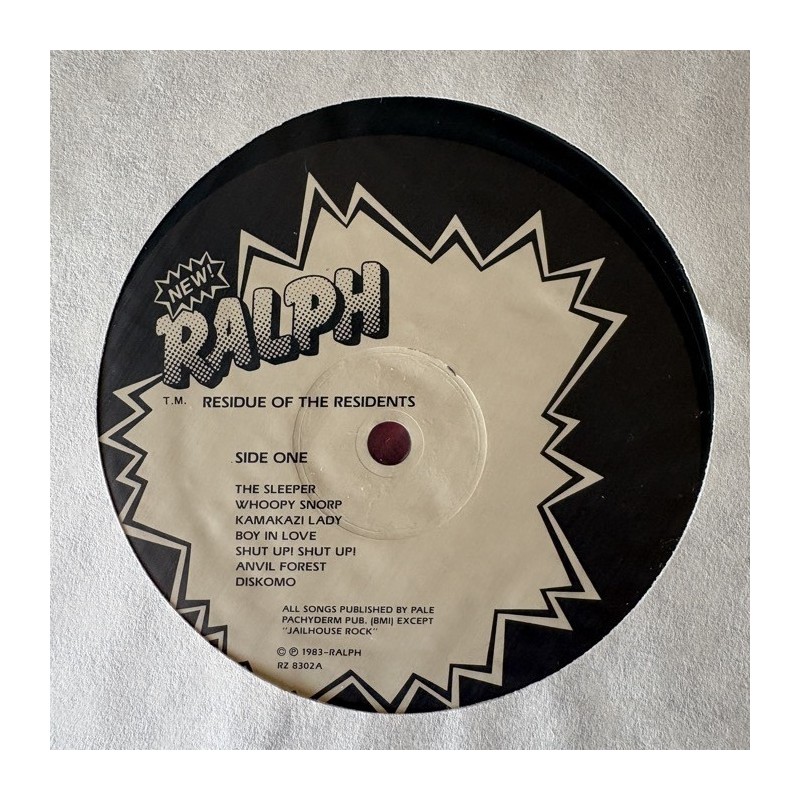 NEW!
RALPH
T.M. RESIDUE OF THE RESIDENTS
SIDE ONE
THE SLEEPER
WHOOPY SNORP
KAMAKAZI LADY
BOY IN LOVE
SHUT UP! SHUT UP!
ANVIL FOREST
DISKOMO
ALL SONGS PUBLISHED BY PALE
PACHYDERM PUB. (BMI) EXCEPT
"JAILHOUSE ROCK"
© ℗ 1983-RALPH
RZ 8302A